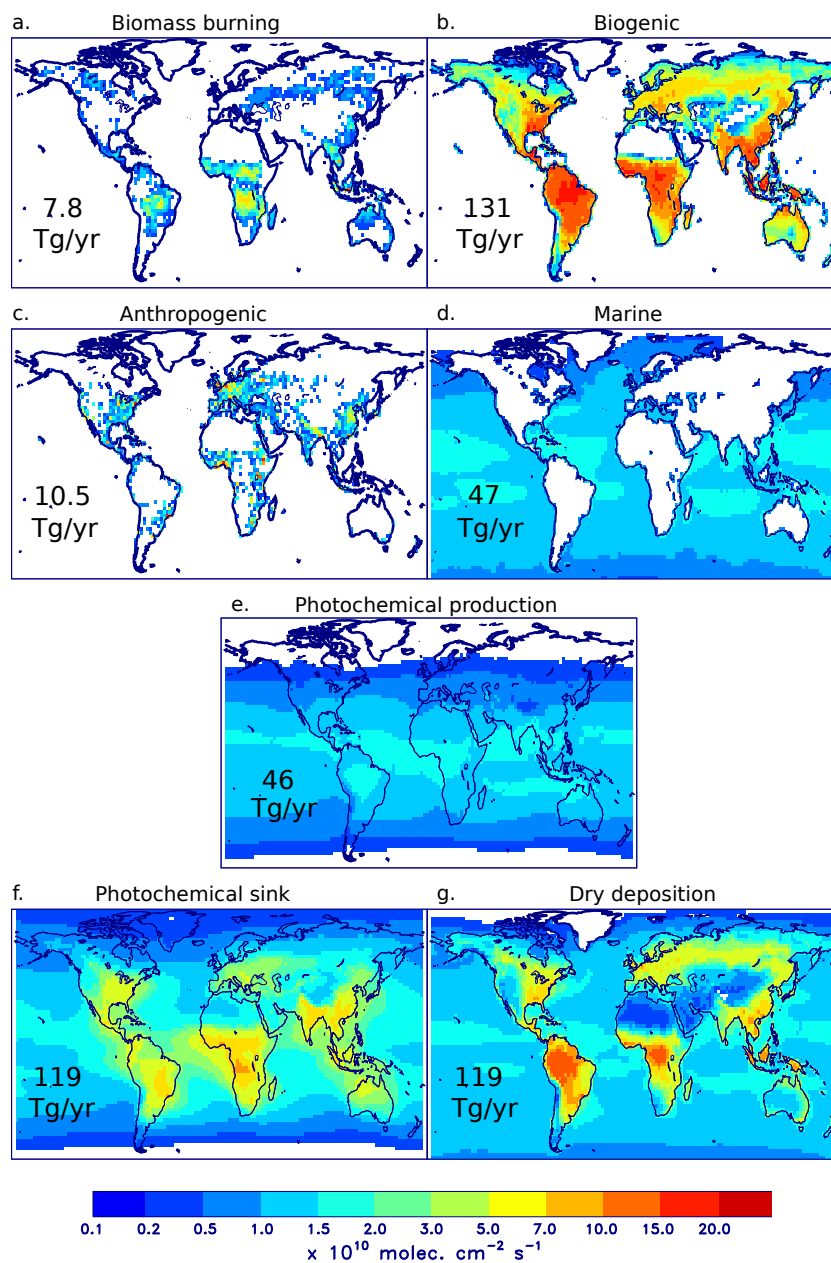 a. Biomass burning
b. Biogenic
7.8
Tg/yr
131
Tg/yr
c. Anthropogenic
d. Marine
10.5
Tg/yr
47
Tg/yr
e. Photochemical production
46
Tg/yr
f. Photochemical sink
g. Dry deposition
119
Tg/yr
119
Tg/yr
0.1 0.2 0.5 1.0 1.5 2.0 3.0 5.0 7.0 10.0 15.0 20.0
x 10¹⁰ molec. cm⁻² s⁻¹